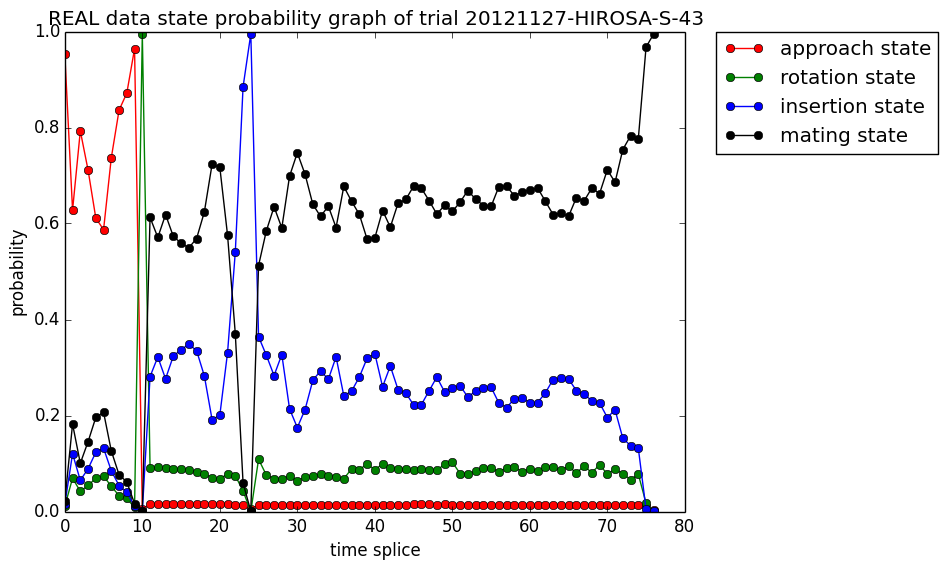 REAL data state probability graph of trial 20121127-HIROSA-S-43
1.0
0.8
0.6
0.4
0.2
0.0
probability
0 10 20 30 40 50 60 70 80
time splice
approach state
rotation state
insertion state
mating state